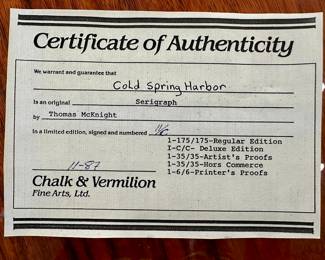 Certificate of Authenticity
We warrant and guarantee that
Cold Spring Harbor
is an original Serigraph
by Thomas McKnight
is in a limited edition, signed and numbered
1-175/175-Regular Edition
I-C/C- Deluxe Edition
1-35/35-Artist's Proofs
1-35/35-Hors Commerce
1-6/6-Printer's Proofs
11-87
Chalk & Vermilion
Fine Arts, Ltd.